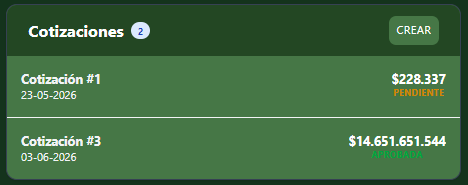 Cotizaciones 2
CREAR
Cotización #1
$228.337
23-05-2026
PENDIENTE
Cotización #3
$14.651.651.544
03-06-2026
APROBADA